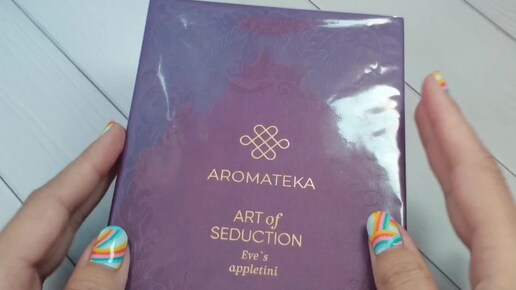 AROMATEKA
ART of
SEDUCTION
Eve`s
appletini